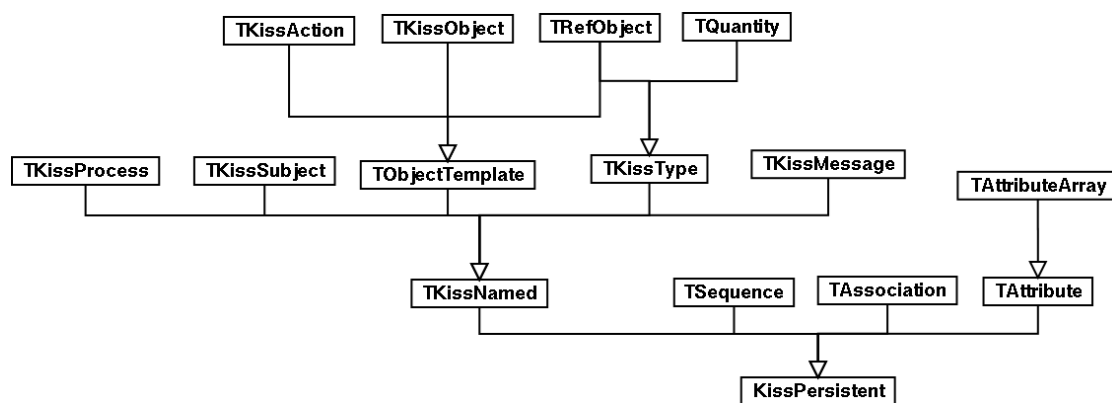 TKissAction
TKissObject
TRefObject
TQuantity
TKissProcess
TKissSubject
TObjectTemplate
TKissType
TKissMessage
TAttributeArray
TKissNamed
TSequence
TAssociation
TAttribute
KissPersistent